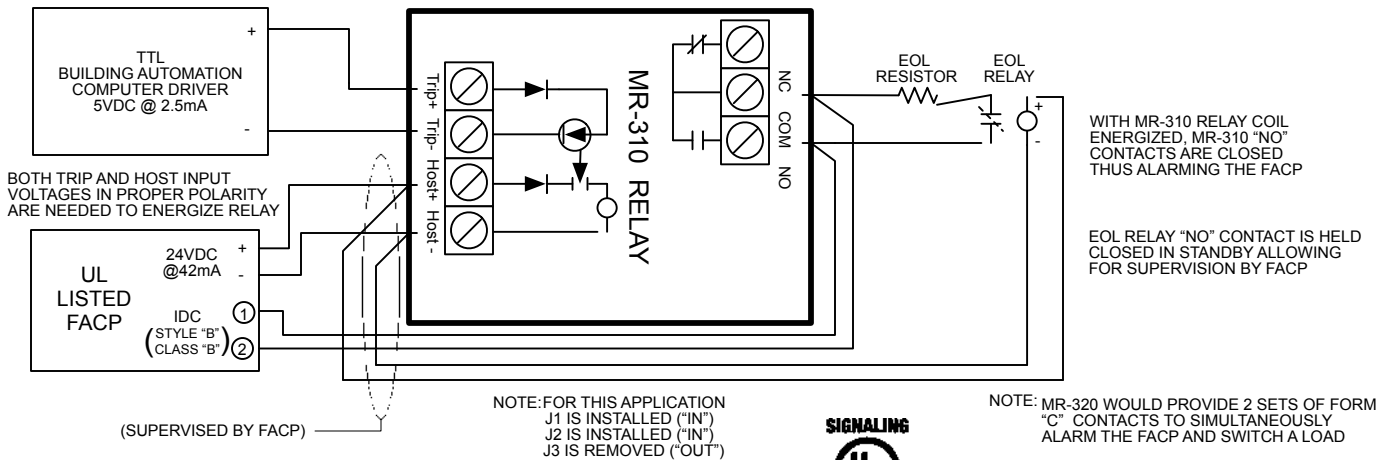 TTL
BUILDING AUTOMATION
COMPUTER DRIVER
5VDC @ 2.5mA
+
-
BOTH TRIP AND HOST INPUT
VOLTAGES IN PROPER POLARITY
ARE NEEDED TO ENERGIZE RELAY
UL
LISTED
FACP
24VDC
@42mA
+
-
IDC
(STYLE “B”
CLASS “B”)
1
2
(SUPERVISED BY FACP)
Trip+
Trip-
Host+
Host -
MR-310 RELAY
NC
COM
NO
EOL
RESISTOR
EOL
RELAY
+
-
WITH MR-310 RELAY COIL
ENERGIZED, MR-310 “NO”
CONTACTS ARE CLOSED
THUS ALARMING THE FACP
EOL RELAY “NO” CONTACT IS HELD
CLOSED IN STANDBY ALLOWING
FOR SUPERVISION BY FACP
NOTE:FOR THIS APPLICATION
J1 IS INSTALLED (“IN”)
J2 IS INSTALLED (“IN”)
J3 IS REMOVED (“OUT”)
SIGNALING
NOTE: MR-320 WOULD PROVIDE 2 SETS OF FORM
“C” CONTACTS TO SIMULTANEOUSLY
ALARM THE FACP AND SWITCH A LOAD